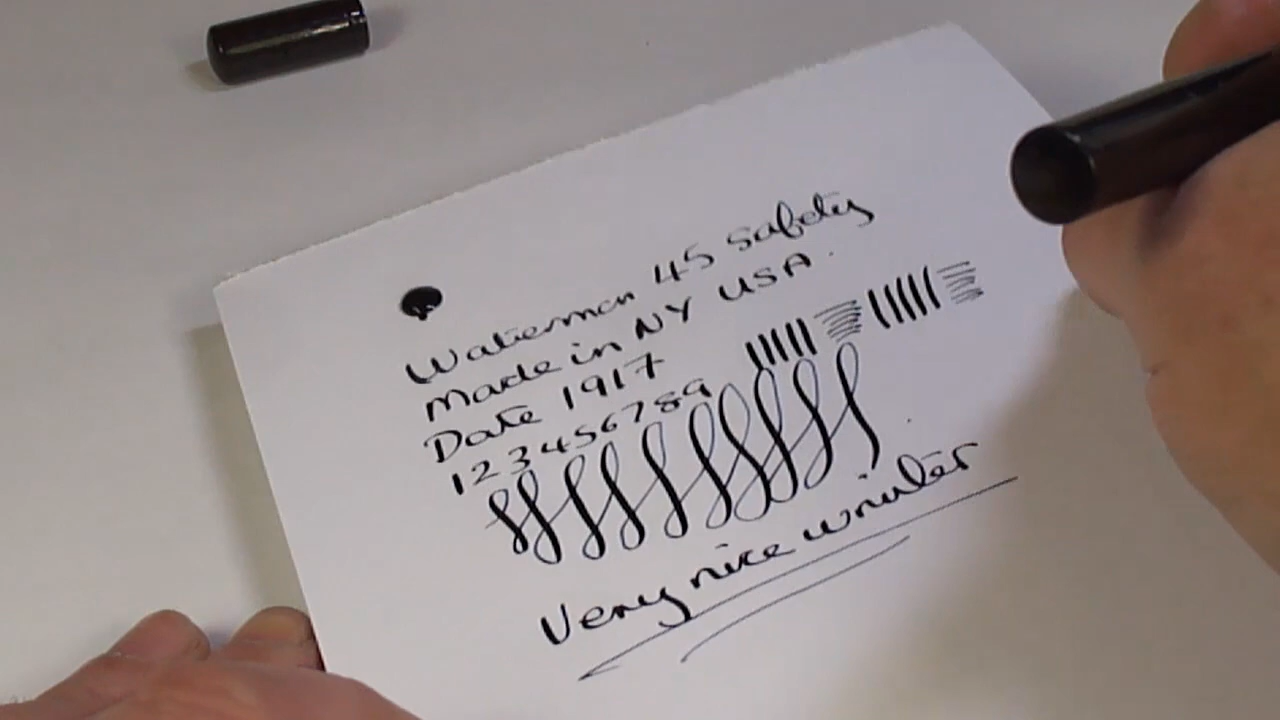 Waterman 45 Safety
Made in NY USA.
Date 1917
123456789
Very nice writer